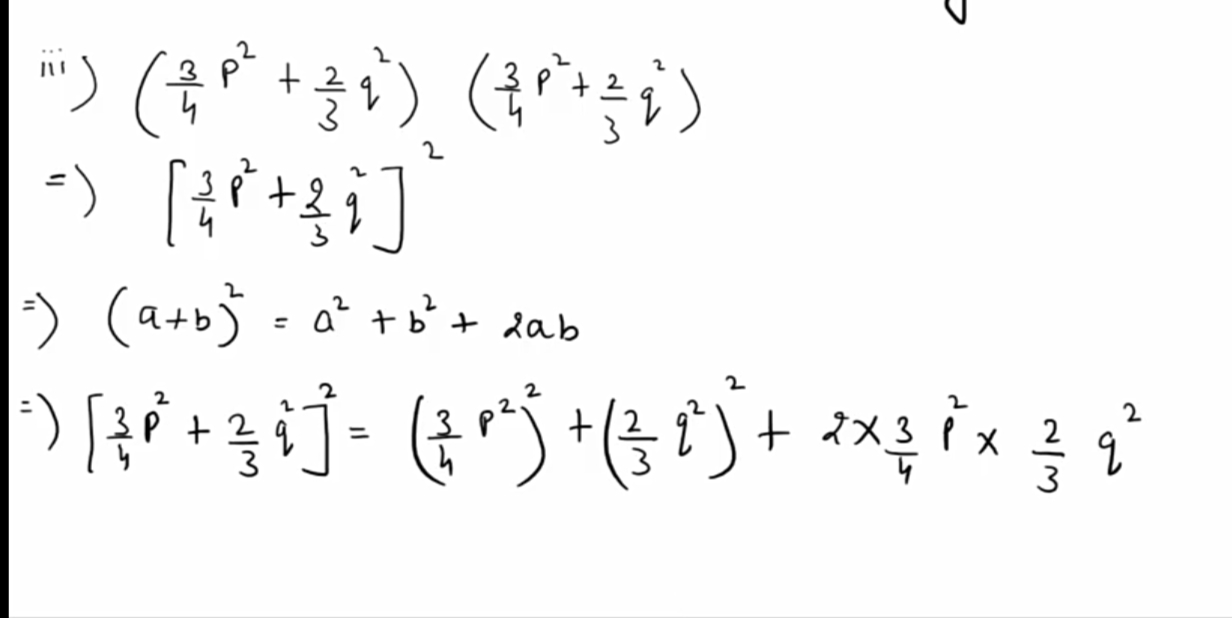 iii) (3/4 p² + 2/3 q²) (3/4 p² + 2/3 q²)
=) [3/4 p² + 2/3 q²]²
=) (a+b)² = a² + b² + 2ab
=) [3/4 p² + 2/3 q²]² = (3/4 p²)² + (2/3 q²)² + 2 × 3/4 p² × 2/3 q²